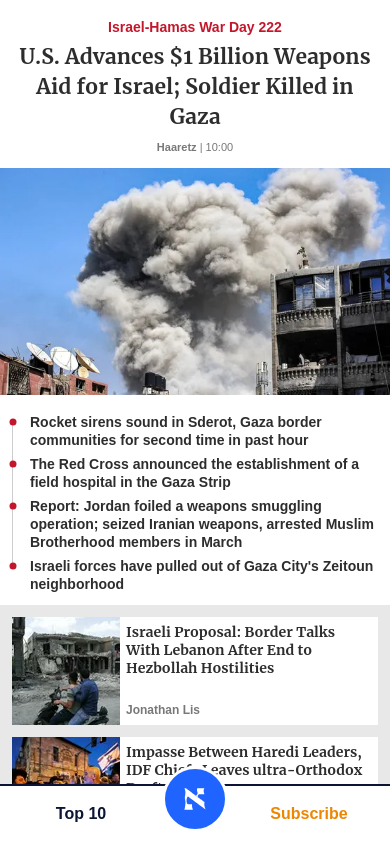 Israel-Hamas War Day 222
U.S. Advances $1 Billion Weapons
Aid for Israel; Soldier Killed in
Gaza
Haaretz | 10:00
Rocket sirens sound in Sderot, Gaza border
communities for second time in past hour
The Red Cross announced the establishment of a
field hospital in the Gaza Strip
Report: Jordan foiled a weapons smuggling
operation; seized Iranian weapons, arrested Muslim
Brotherhood members in March
Israeli forces have pulled out of Gaza City's Zeitoun
neighborhood
Israeli Proposal: Border Talks
With Lebanon After End to
Hezbollah Hostilities
Jonathan Lis
Impasse Between Haredi Leaders,
IDF Leaves ultra-Orthodox
Top 10
Subscribe